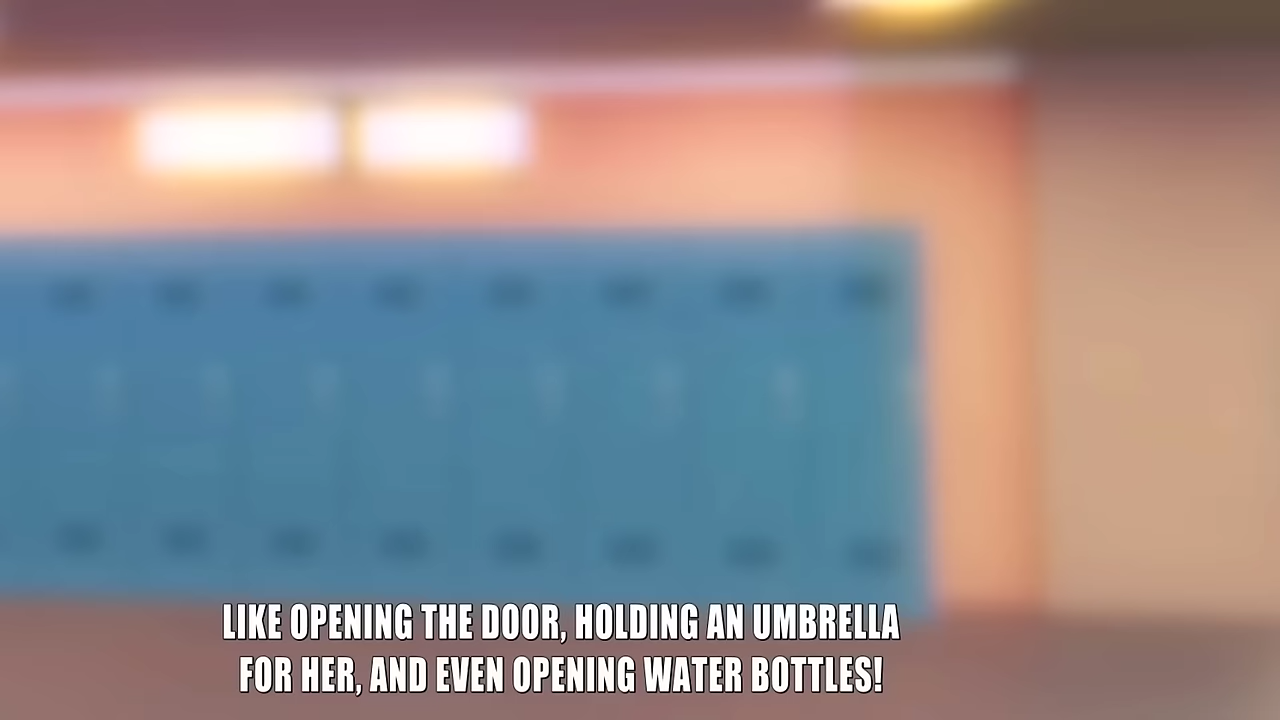 LIKE OPENING THE DOOR, HOLDING AN UMBRELLA
FOR HER, AND EVEN OPENING WATER BOTTLES!